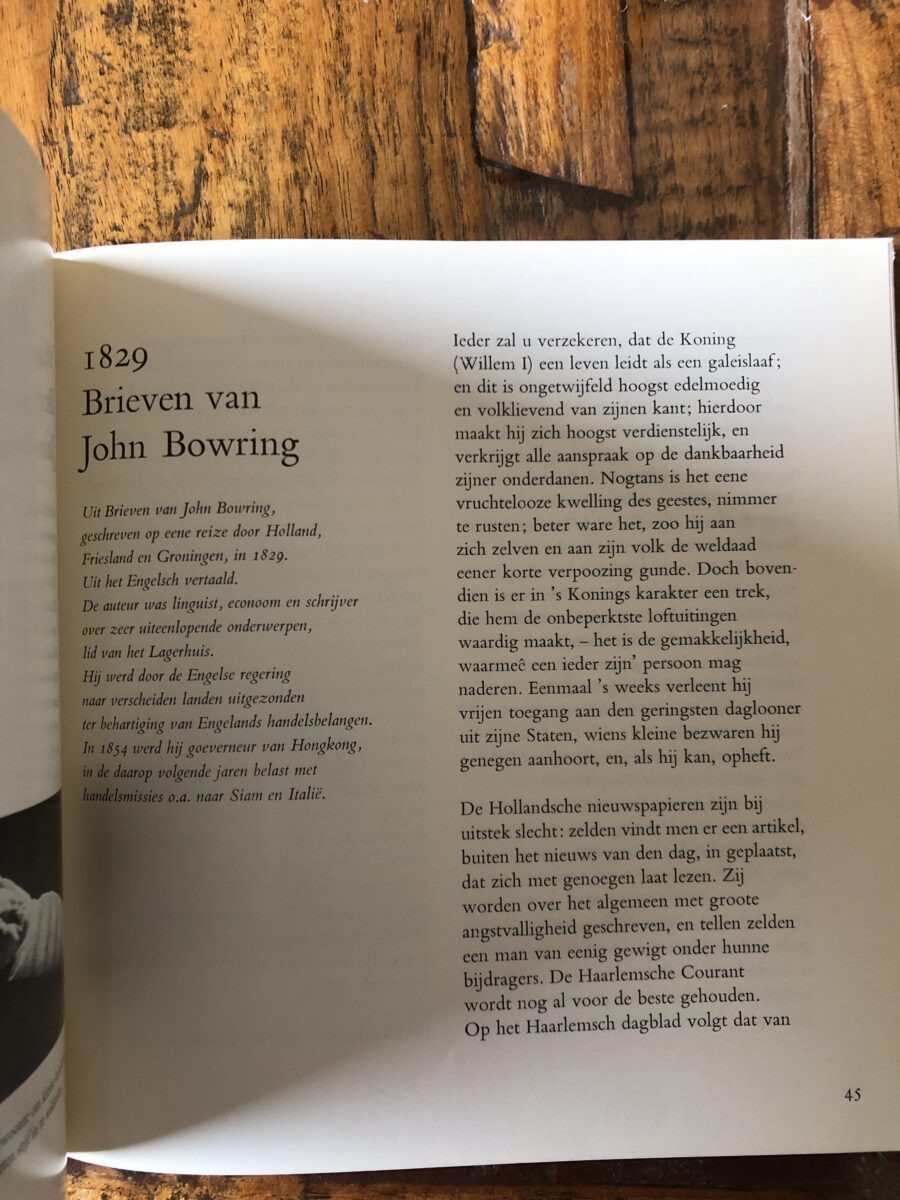 1829
Brieven van
John Bowring
Uit Brieven van John Bowring,
geschreven op eene reize door Holland,
Friesland en Groningen, in 1829.
Uit het Engelsch vertaald.
De auteur was linguist, econoom en schrijver
over zeer uiteenlopende onderwerpen,
lid van het Lagerhuis.
Hij werd door de Engelse regering
naar verscheiden landen uitgezonden
ter behartiging van Engelands handelsbelangen.
In 1854 werd hij goeverneur van Hongkong,
in de daarop volgende jaren belast met
handelsmissies o.a. naar Siam en Italië.
Ieder zal u verzekeren, dat de Koning
(Willem I) een leven leidt als een galeislaaf;
en dit is ongetwijfeld hoogst edelmoedig
en volklievend van zijnen kant; hierdoor
maakt hij zich hoogst verdienstelijk, en
verkrijgt alle aanspraak op de dankbaarheid
zijner onderdanen. Nogtans is het eene
vruchtelooze kwelling des geestes, nimmer
te rusten; beter ware het, zoo hij aan
zich zelven en aan zijn volk de weldaad
eener korte verpoozing gunde. Doch boven-
dien is er in 's Konings karakter een trek,
die hem de onbeperktste loftuitingen
waardig maakt, – het is de gemakkelijkheid,
waarmeê een ieder zijn' persoon mag
naderen. Eenmaal 's weeks verleent hij
vrijen toegang aan den geringsten daglooner
uit zijne Staten, wiens kleine bezwaren hij
genegen aanhoort, en, als hij kan, opheft.
De Hollandsche nieuwspapieren zijn bij
uitstek slecht: zelden vindt men er een artikel,
buiten het nieuws van den dag, in geplaatst,
dat zich met genoegen laat lezen. Zij
worden over het algemeen met groote
angstvalligheid geschreven, en tellen zelden
een man van eenig gewigt onder hunne
bijdragers. De Haarlemsche Courant
wordt nog al voor de beste gehouden.
Op het Haarlemsch dagblad volgt dat van
45